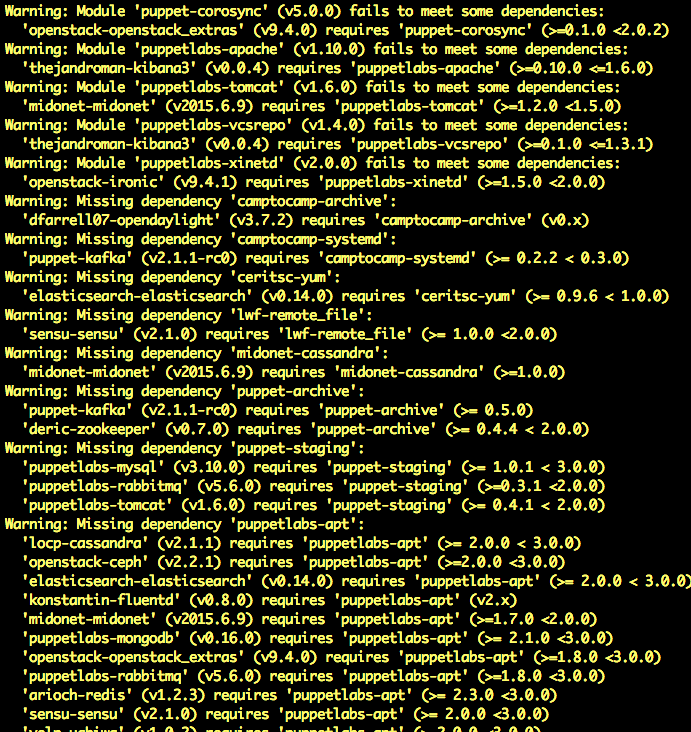 Warning: Module 'puppet-corosync' (v5.0.0) fails to meet some dependencies:
'openstack-openstack_extras' (v9.4.0) requires 'puppet-corosync' (>=0.1.0 <2.0.2)
Warning: Module 'puppetlabs-apache' (v1.10.0) fails to meet some dependencies:
'thejandroman-kibana3' (v0.0.4) requires 'puppetlabs-apache' (>=0.10.0 <=1.6.0)
Warning: Module 'puppetlabs-tomcat' (v1.6.0) fails to meet some dependencies:
'midonet-midonet' (v2015.6.9) requires 'puppetlabs-tomcat' (>=1.2.0 <1.5.0)
Warning: Module 'puppetlabs-vcsrepo' (v1.4.0) fails to meet some dependencies:
'thejandroman-kibana3' (v0.0.4) requires 'puppetlabs-vcsrepo' (>=0.1.0 <=1.3.1)
Warning: Module 'puppetlabs-xinetd' (v2.0.0) fails to meet some dependencies:
'openstack-ironic' (v9.4.1) requires 'puppetlabs-xinetd' (>=1.5.0 <2.0.0)
Warning: Missing dependency 'camptocamp-archive':
'dfarrell07-opendaylight' (v3.7.2) requires 'camptocamp-archive' (v0.x)
Warning: Missing dependency 'camptocamp-systemd':
'puppet-kafka' (v2.1.1-rc0) requires 'camptocamp-systemd' (>= 0.2.2 < 0.3.0)
Warning: Missing dependency 'ceritsc-yum':
'elasticsearch-elasticsearch' (v0.14.0) requires 'ceritsc-yum' (>= 0.9.6 < 1.0.0)
Warning: Missing dependency 'lwf-remote_file':
'sensu-sensu' (v2.1.0) requires 'lwf-remote_file' (>= 1.0.0 <2.0.0)
Warning: Missing dependency 'midonet-cassandra':
'midonet-midonet' (v2015.6.9) requires 'midonet-cassandra' (>=1.0.0)
Warning: Missing dependency 'puppet-archive':
'puppet-kafka' (v2.1.1-rc0) requires 'puppet-archive' (>= 0.5.0)
'deric-zookeeper' (v0.7.0) requires 'puppet-archive' (>= 0.4.4 < 2.0.0)
Warning: Missing dependency 'puppet-staging':
'puppetlabs-mysql' (v3.10.0) requires 'puppet-staging' (>= 1.0.1 < 3.0.0)
'puppetlabs-rabbitmq' (v5.6.0) requires 'puppet-staging' (>=0.3.1 <2.0.0)
'puppetlabs-tomcat' (v1.6.0) requires 'puppet-staging' (>= 0.4.1 < 2.0.0)
Warning: Missing dependency 'puppetlabs-apt':
'locp-cassandra' (v2.1.1) requires 'puppetlabs-apt' (>= 2.0.0 < 3.0.0)
'openstack-ceph' (v2.2.1) requires 'puppetlabs-apt' (>=2.0.0 <3.0.0)
'elasticsearch-elasticsearch' (v0.14.0) requires 'puppetlabs-apt' (>= 2.0.0 < 3.0.0)
'konstantin-fluentd' (v0.8.0) requires 'puppetlabs-apt' (v2.x)
'midonet-midonet' (v2015.6.9) requires 'puppetlabs-apt' (>=1.7.0 <2.0.0)
'puppetlabs-mongodb' (v0.16.0) requires 'puppetlabs-apt' (>= 2.1.0 <3.0.0)
'openstack-openstack_extras' (v9.4.0) requires 'puppetlabs-apt' (>=1.8.0 <3.0.0)
'puppetlabs-rabbitmq' (v5.6.0) requires 'puppetlabs-apt' (>=1.8.0 <3.0.0)
'arioch-redis' (v1.2.3) requires 'puppetlabs-apt' (>= 2.3.0 <3.0.0)
'sensu-sensu' (v2.1.0) requires 'puppetlabs-apt' (>= 2.0.0 <3.0.0)